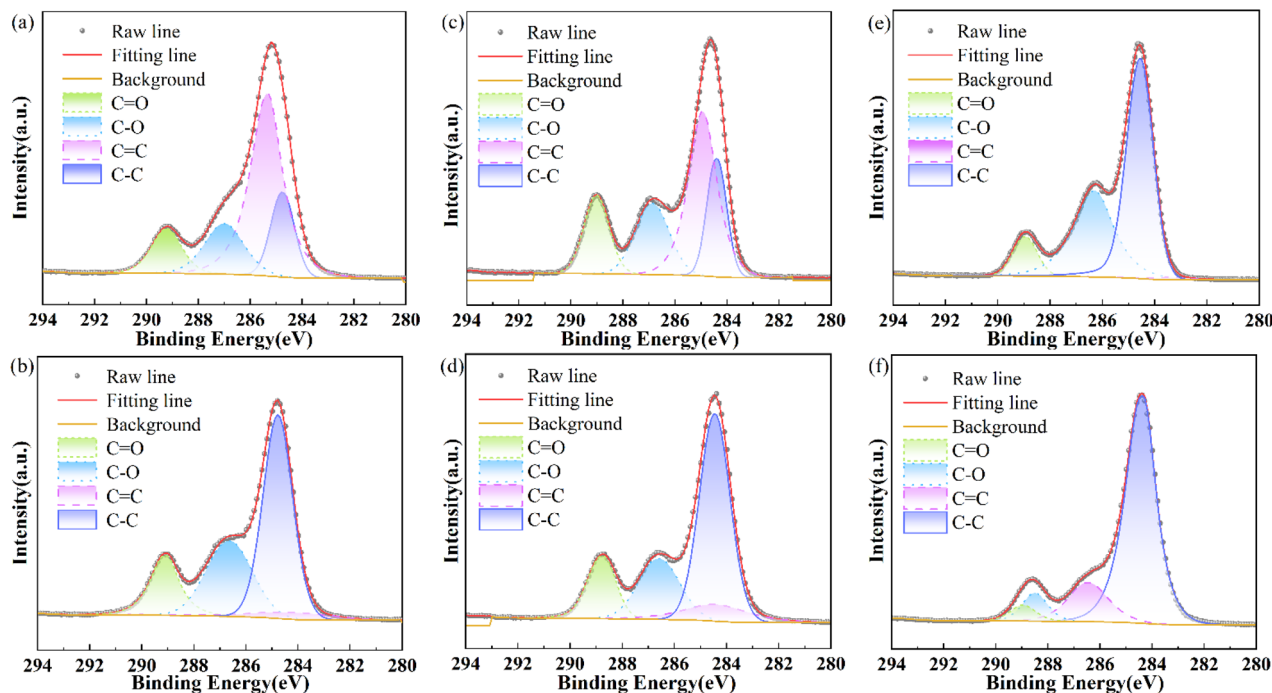 (a)
Raw line
Fitting line
Background
C=O
C-O
C=C
C-C
Intensity(a.u.)
294 292 290 288 286 284 282 280
Binding Energy(eV)
(c)
Raw line
Fitting line
Background
C=O
C-O
C=C
C-C
Intensity(a.u.)
294 292 290 288 286 284 282 280
Binding Energy(eV)
(e)
Raw line
Fitting line
Background
C=O
C-O
C=C
C-C
Intensity(a.u.)
294 292 290 288 286 284 282 280
Binding Energy(eV)
(b)
Raw line
Fitting line
Background
C=O
C-O
C=C
C-C
Intensity(a.u.)
294 292 290 288 286 284 282 280
Binding Energy(eV)
(d)
Raw line
Fitting line
Background
C=O
C-O
C=C
C-C
Intensity(a.u.)
294 292 290 288 286 284 282 280
Binding Energy(eV)
(f)
Raw line
Fitting line
Background
C=O
C-O
C=C
C-C
Intensity(a.u.)
294 292 290 288 286 284 282 280
Binding Energy(eV)